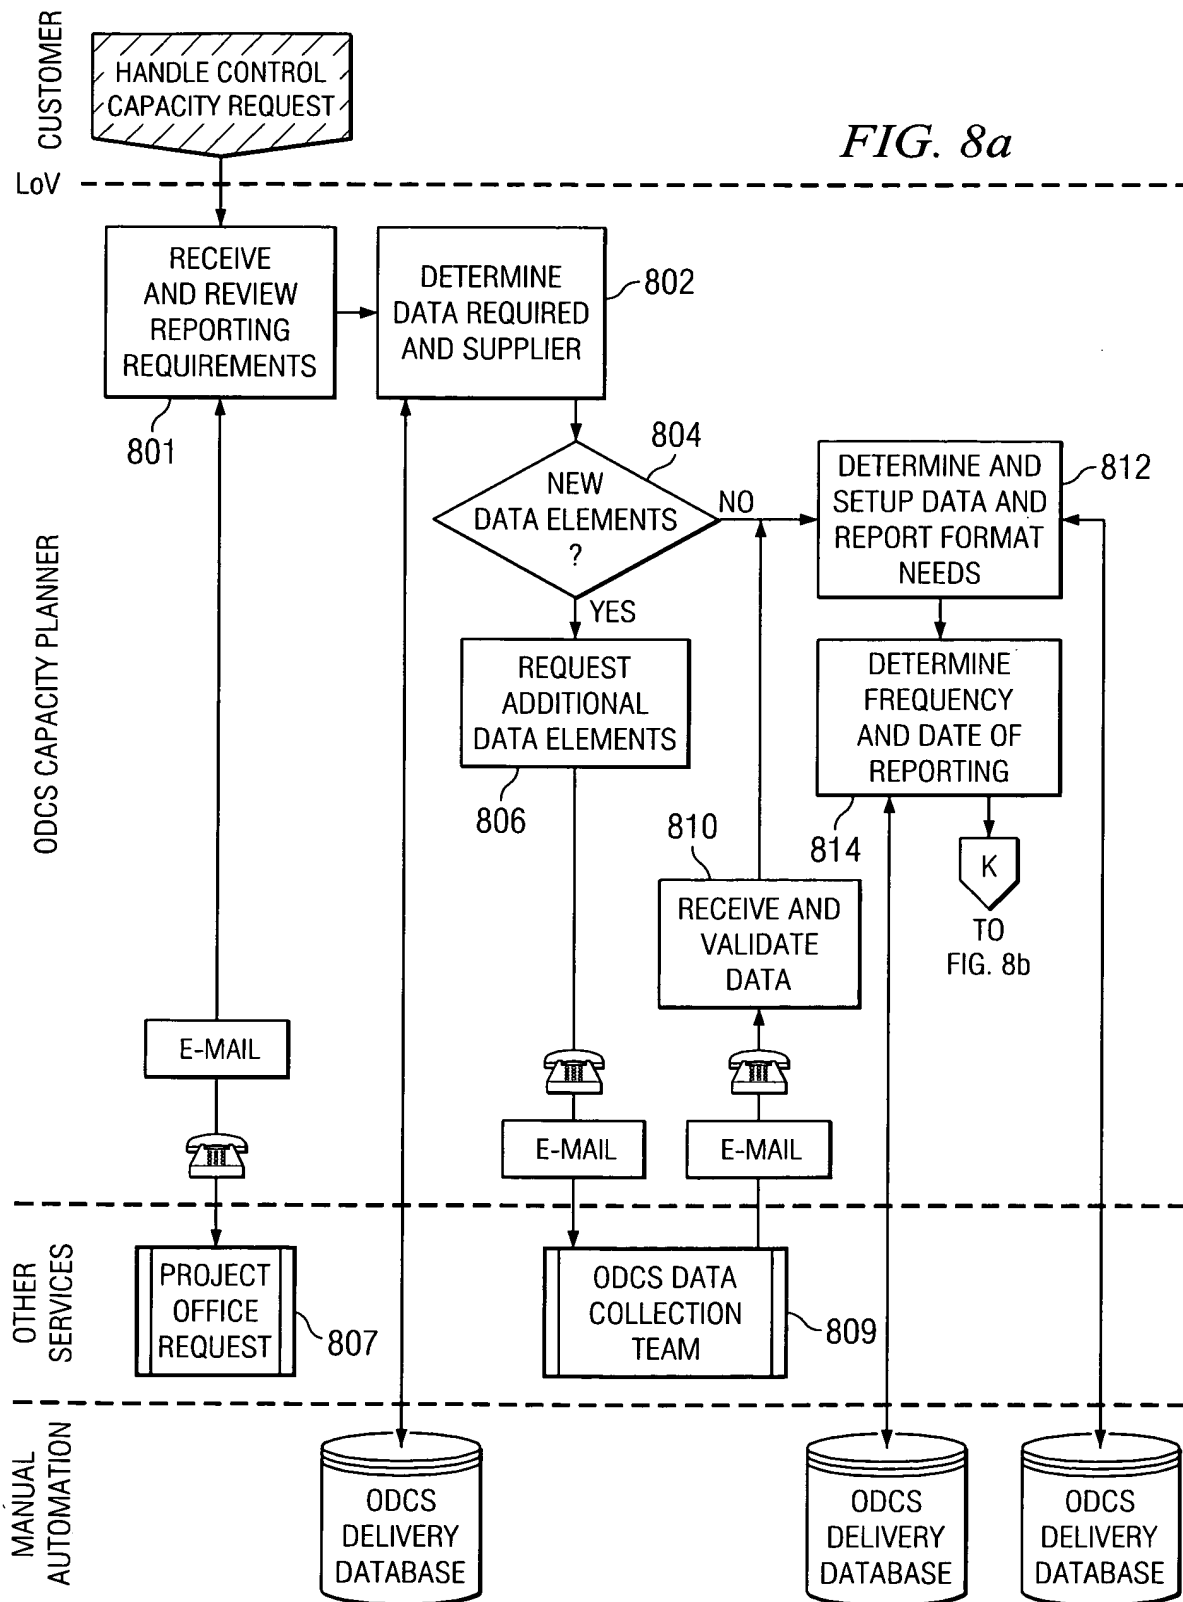 CUSTOMER
HANDLE CONTROL
CAPACITY REQUEST
FIG. 8a
LoV
ODCS CAPACITY PLANNER
RECEIVE
AND REVIEW
REPORTING
REQUIREMENTS
801
DETERMINE
DATA REQUIRED
AND SUPPLIER
802
NEW
DATA ELEMENTS
?
804
NO
YES
DETERMINE AND
SETUP DATA AND
REPORT FORMAT
NEEDS
812
REQUEST
ADDITIONAL
DATA ELEMENTS
806
DETERMINE
FREQUENCY
AND DATE OF
REPORTING
814
K
TO
FIG. 8b
810
RECEIVE AND
VALIDATE
DATA
E-MAIL
E-MAIL
E-MAIL
OTHER
SERVICES
PROJECT
OFFICE
REQUEST
807
ODCS DATA
COLLECTION
TEAM
809
MANUAL
AUTOMATION
ODCS
DELIVERY
DATABASE
ODCS
DELIVERY
DATABASE
ODCS
DELIVERY
DATABASE